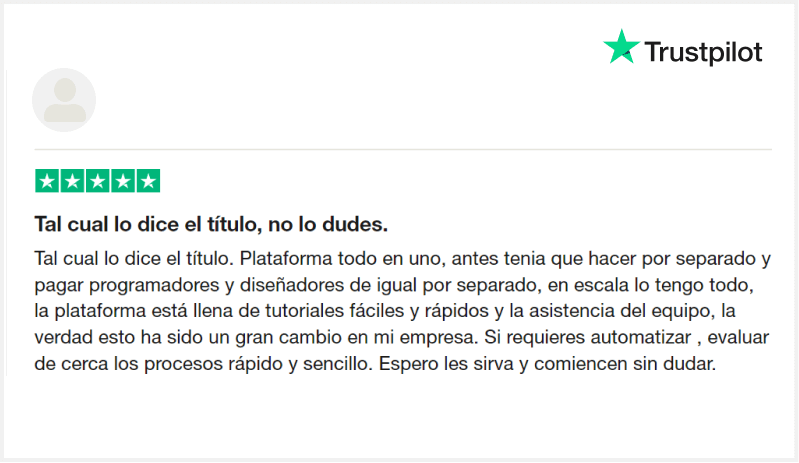 Trustpilot
Tal cual lo dice el título, no lo dudes.
Tal cual lo dice el título. Plataforma todo en uno, antes tenia que hacer por separado y
pagar programadores y diseñadores de igual por separado, en escala lo tengo todo,
la plataforma está llena de tutoriales fáciles y rápidos y la asistencia del equipo, la
verdad esto ha sido un gran cambio en mi empresa. Si requieres automatizar , evaluar
de cerca los procesos rápido y sencillo. Espero les sirva y comiencen sin dudar.